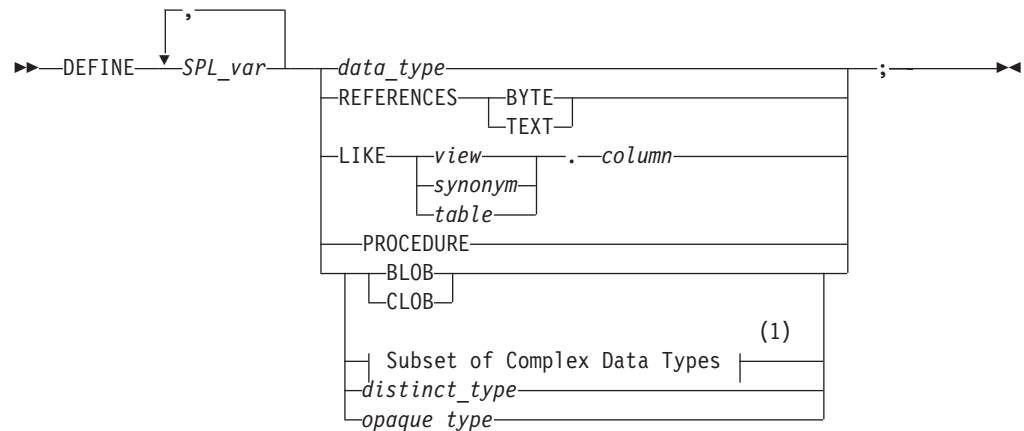 ,
DEFINE SPL_var data_type ;
REFERENCES BYTE
TEXT
LIKE view . column
synonym
table
PROCEDURE
BLOB
CLOB
(1)
Subset of Complex Data Types
distinct_type
opaque type